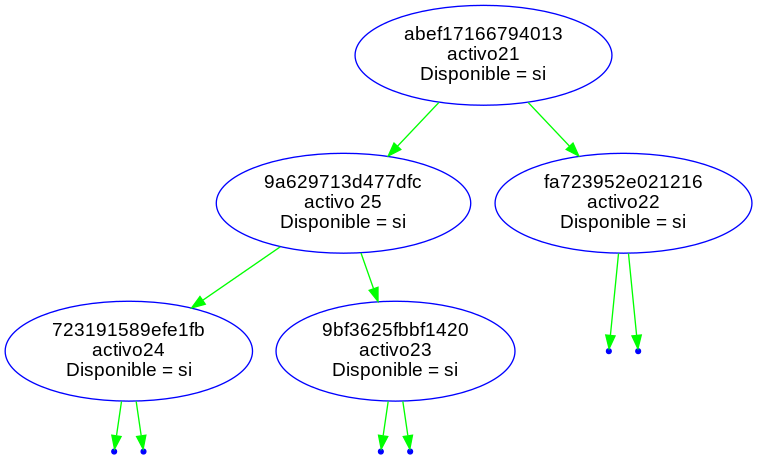 abef17166794013
activo21
Disponible = si
9a629713d477dfc
activo 25
Disponible = si
fa723952e021216
activo22
Disponible = si
723191589efe1fb
activo24
Disponible = si
9bf3625fbbf1420
activo23
Disponible = si